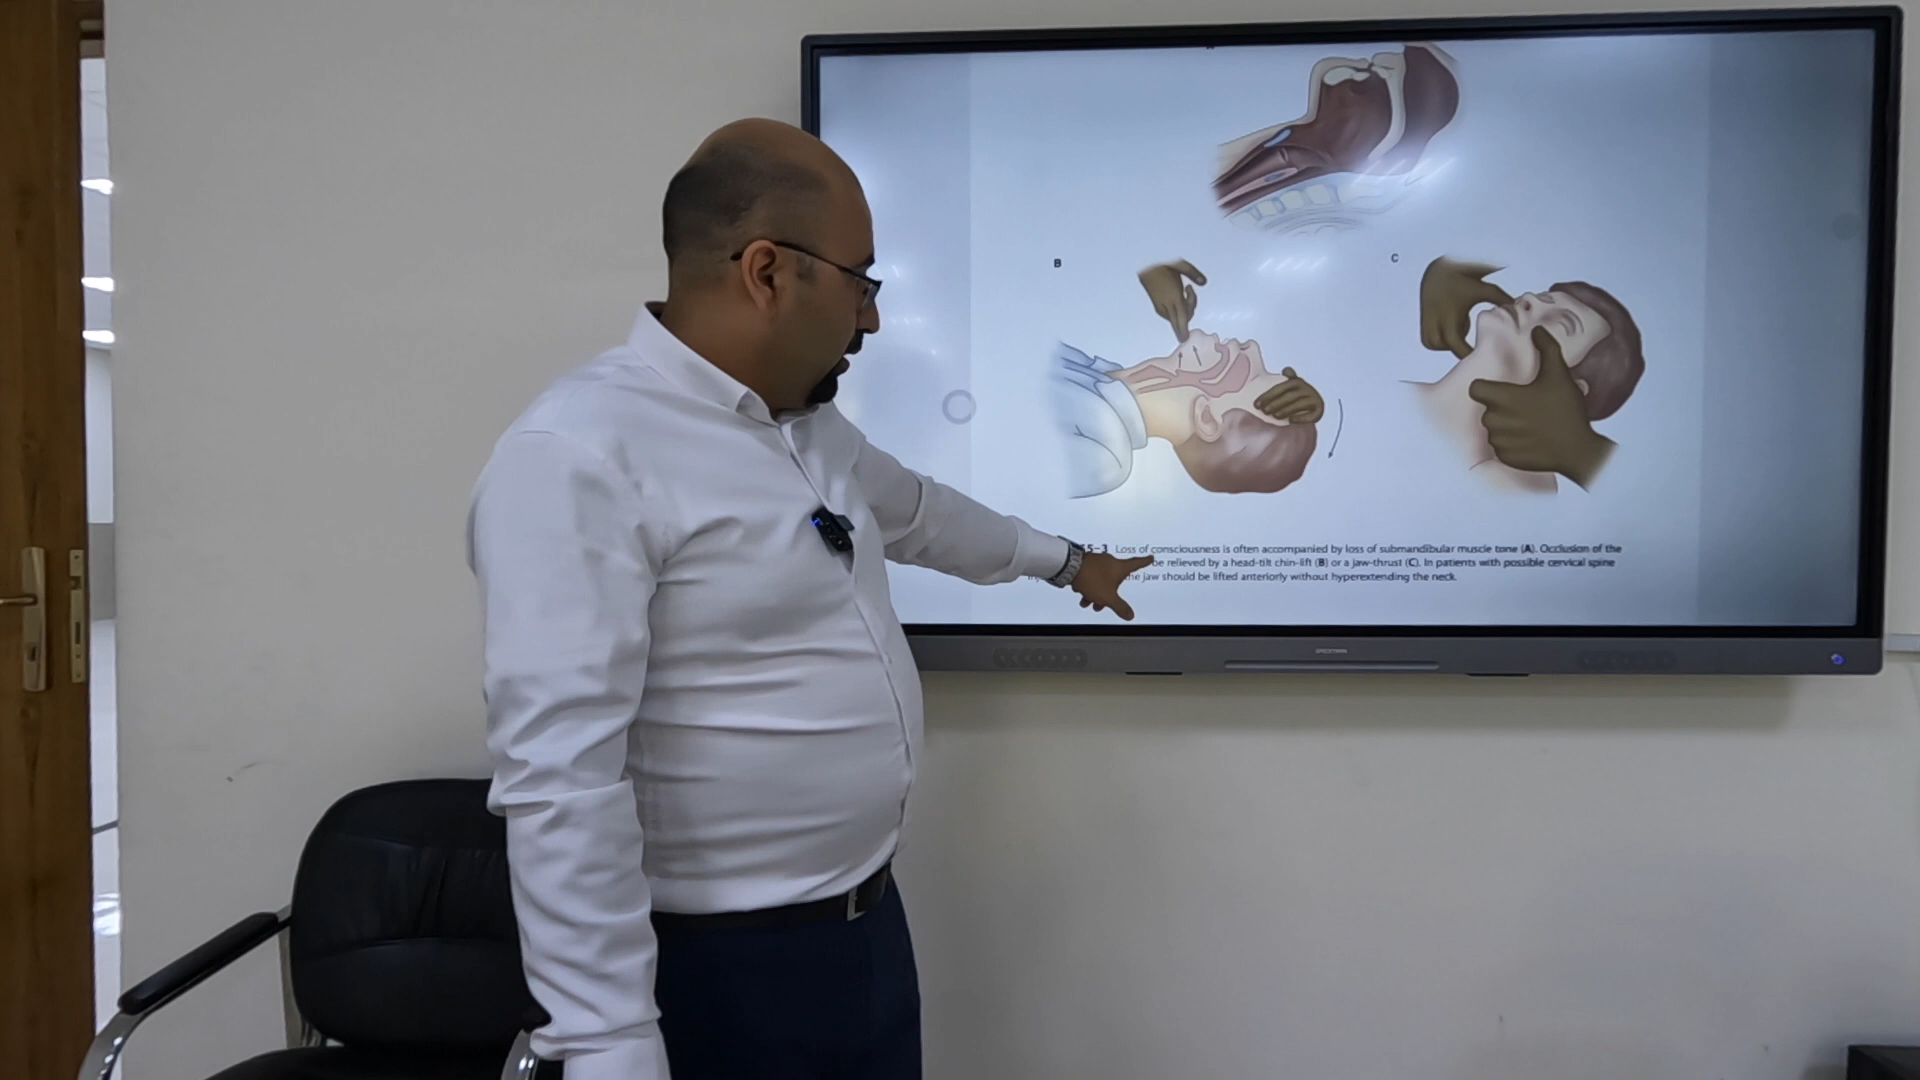 B
C
5–3 Loss of consciousness is often accompanied by loss of submandibular muscle tone (A). Occlusion of the
be relieved by a head-tilt chin-lift (B) or a jaw-thrust (C). In patients with possible cervical spine
the jaw should be lifted anteriorly without hyperextending the neck.